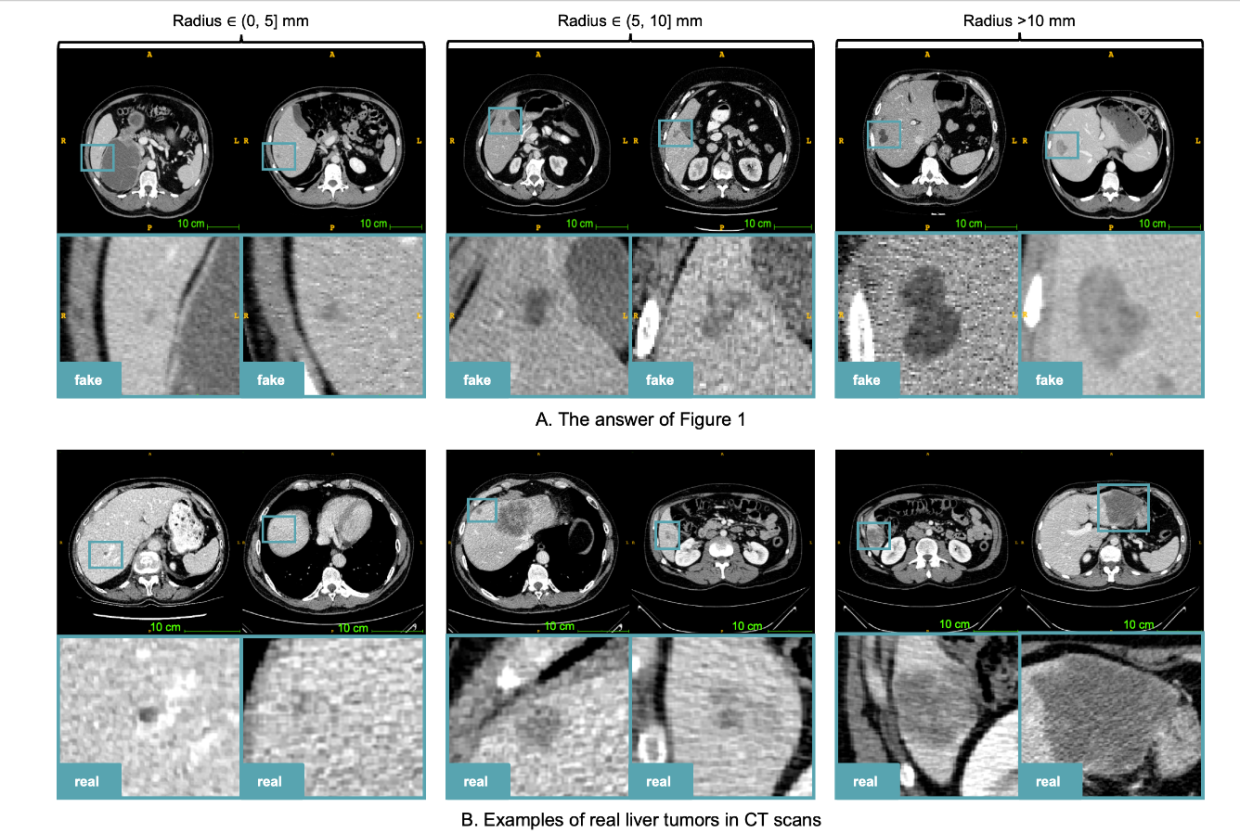 Radius ∈ (0, 5] mm
Radius ∈ (5, 10] mm
Radius >10 mm
A A A A A A
R L R L R L R L R L R L
10 cm 10 cm 10 cm 10 cm 10 cm 10 cm
P P P P P P
R L R L R L R L R L R L
fake fake fake fake fake fake
A. The answer of Figure 1
10 cm 10 cm 10 cm 10 cm 10 cm 10 cm
real real real real real real
B. Examples of real liver tumors in CT scans